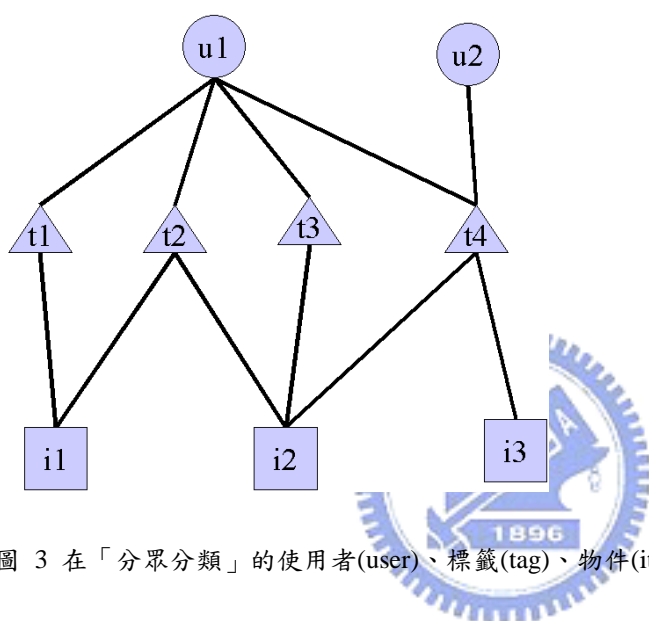 u1
u2
t1
t2
t3
t4
i1
i2
i3
1896
圖 3 在「分眾分類」的使用者(user)、標籤(tag)、物件(it